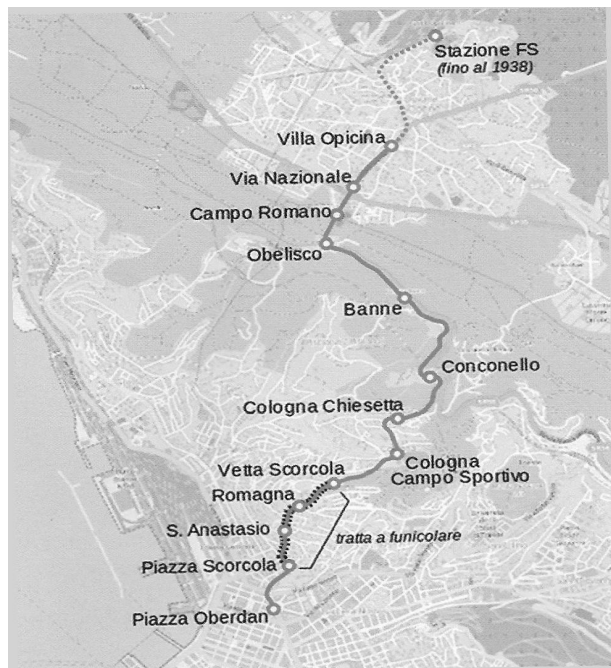 Stazione FS
(fino al 1938)
Villa Opicina
Via Nazionale
Campo Romano
Obelisco
Banne
Conconello
Cologna Chiesetta
Cologna
Campo Sportivo
Vetta Scorcola
Romagna
S. Anastasio
tratta a funicolare
Piazza Scorcola
Piazza Oberdan